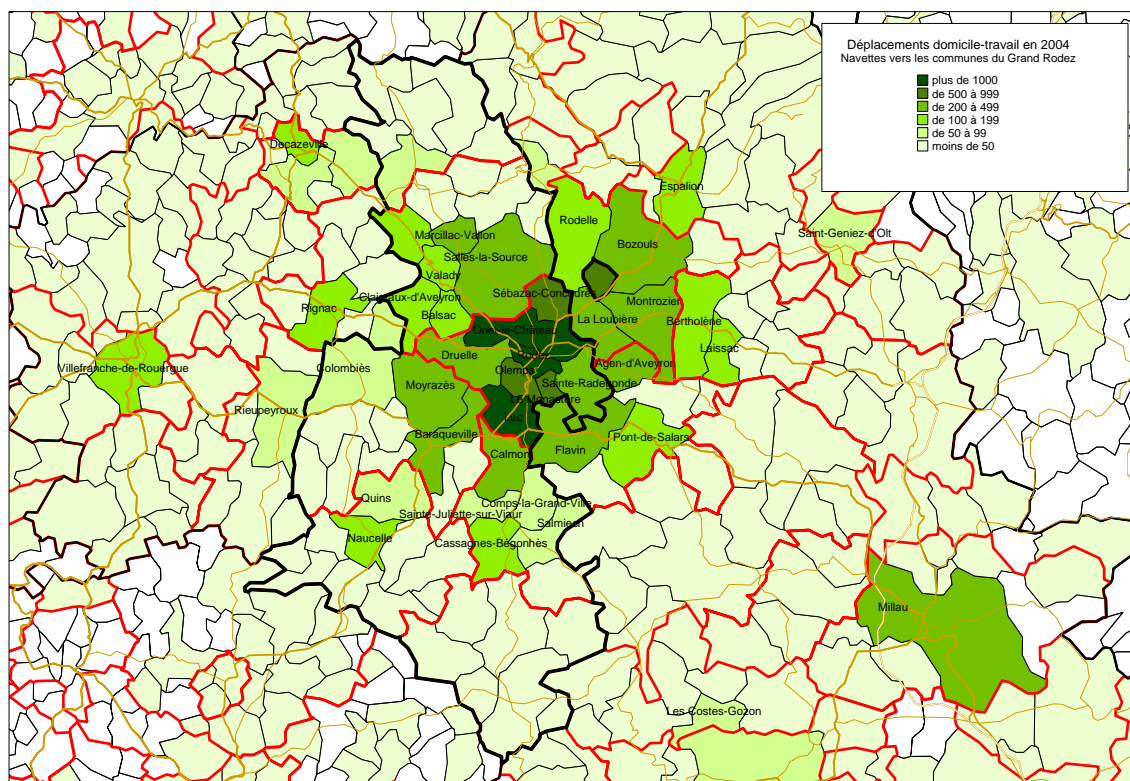 Déplacements domicile-travail en 2004
Navettes vers les communes du Grand Rodez
plus de 1000
de 500 à 999
de 200 à 499
de 100 à 199
de 50 à 99
moins de 50
Decazeville
Espalion
Rodelle
Marcillac-Vallon
Saint-Geniez-d'Olt
Bozouls
Salles-la-Source
Valady
Sébazac-Concourès
Clairvaux-d'Aveyron
Montrozier
Rignac
Balsac
La Loubière
Bertholène
Onet-le-Château
Laissac
Druelle
Rodez
Agen-d'Aveyron
Villefranche-de-Rouergue
Colombiès
Olemps
Moyrazès
Sainte-Radegonde
Le Monastère
Rieupeyroux
Luc
Baraqueville
Pont-de-Salars
Calmont
Flavin
Quins
Comps-la-Grand-Ville
Sainte-Juliette-sur-Viaur
Salmiech
Naucelle
Cassagnes-Bégonhès
Millau
Les-Costes-Gozon